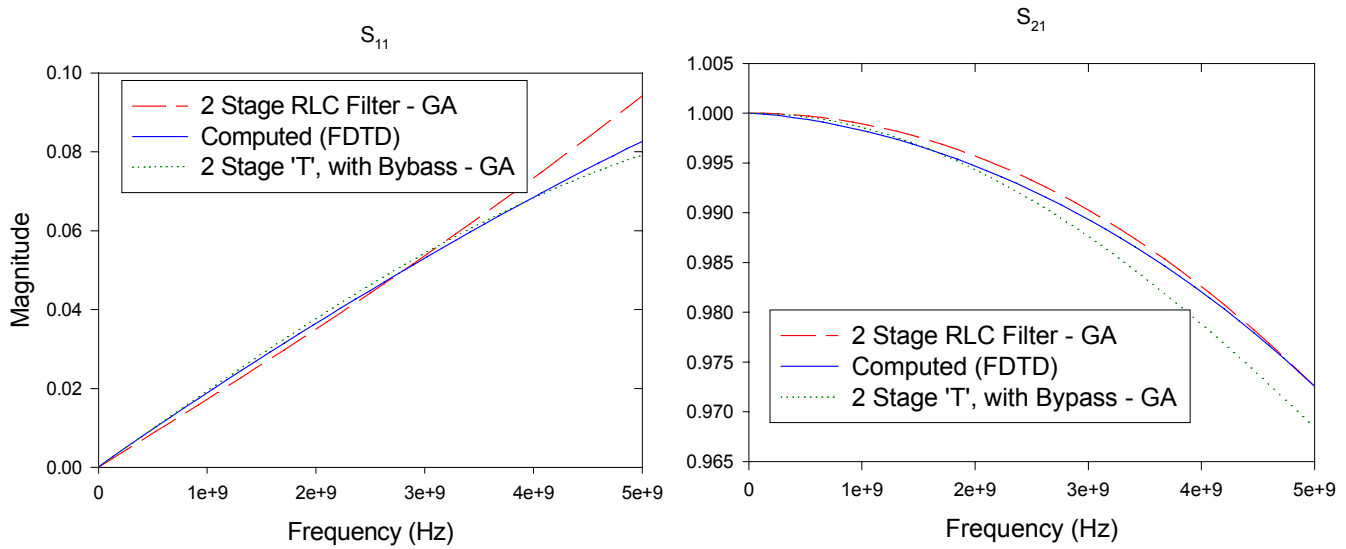 S11
0.10
0.08
0.06
0.04
0.02
0.00
Magnitude
2 Stage RLC Filter - GA
Computed (FDTD)
2 Stage 'T', with Bybass - GA
0
1e+9
2e+9
3e+9
4e+9
5e+9
Frequency (Hz)
S21
1.005
1.000
0.995
0.990
0.985
0.980
0.975
0.970
0.965
2 Stage RLC Filter - GA
Computed (FDTD)
2 Stage 'T', with Bypass - GA
0
1e+9
2e+9
3e+9
4e+9
5e+9
Frequency (Hz)